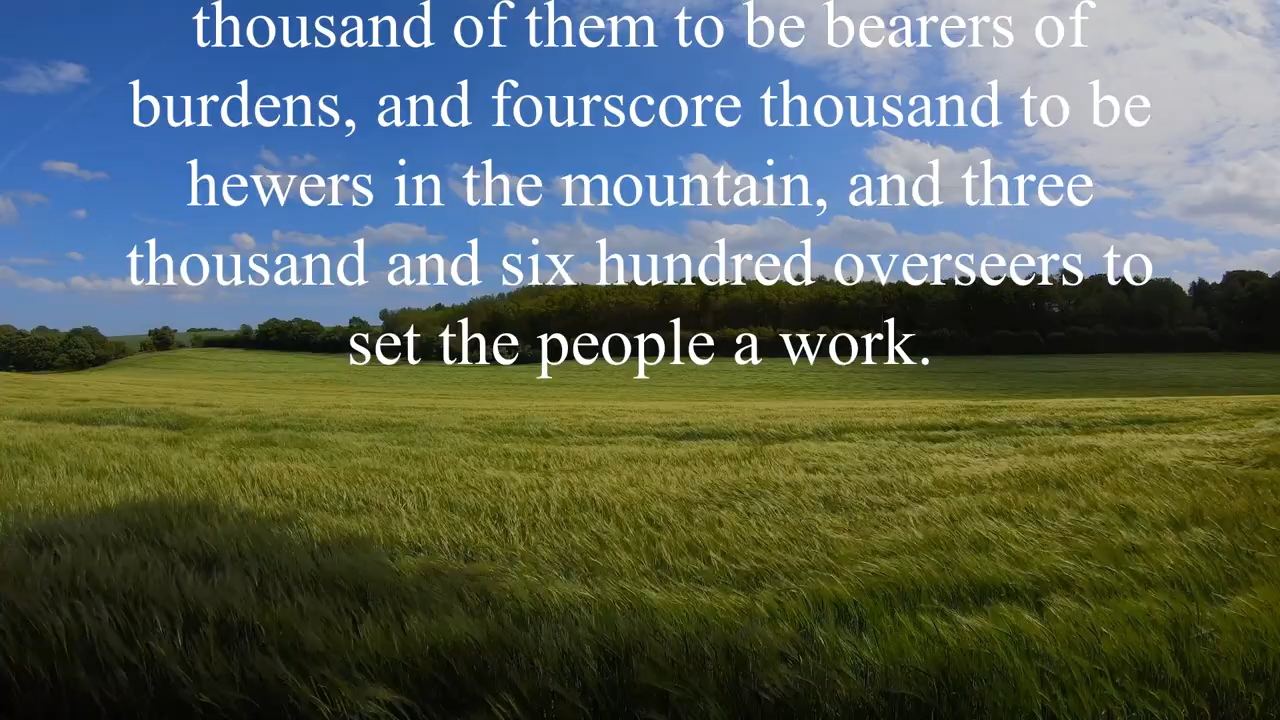 thousand of them to be bearers of
burdens, and fourscore thousand to be
hewers in the mountain, and three
thousand and six hundred overseers to
set the people a work.